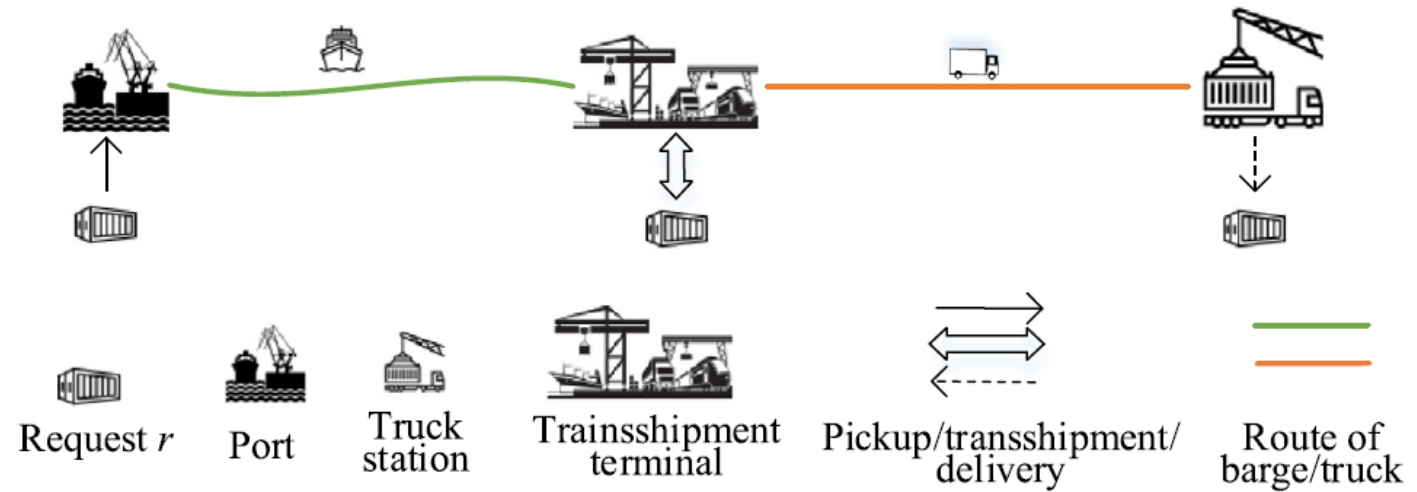 Request r
Port
Truck
station
Trainsshipment
terminal
Pickup/transshipment/
delivery
Route of
barge/truck